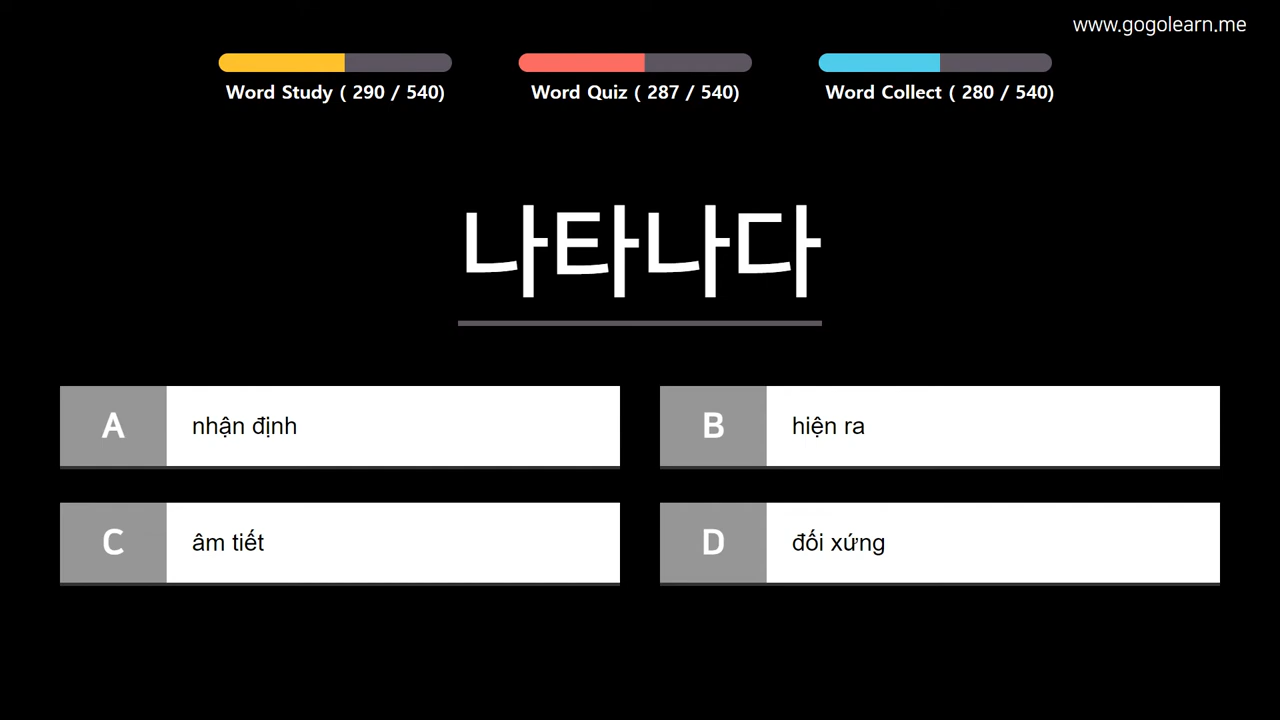 www.gogolearn.me
Word Study ( 290 / 540)
Word Quiz ( 287 / 540)
Word Collect ( 280 / 540)
나타나다
A nhận định
B hiện ra
C âm tiết
D đối xứng